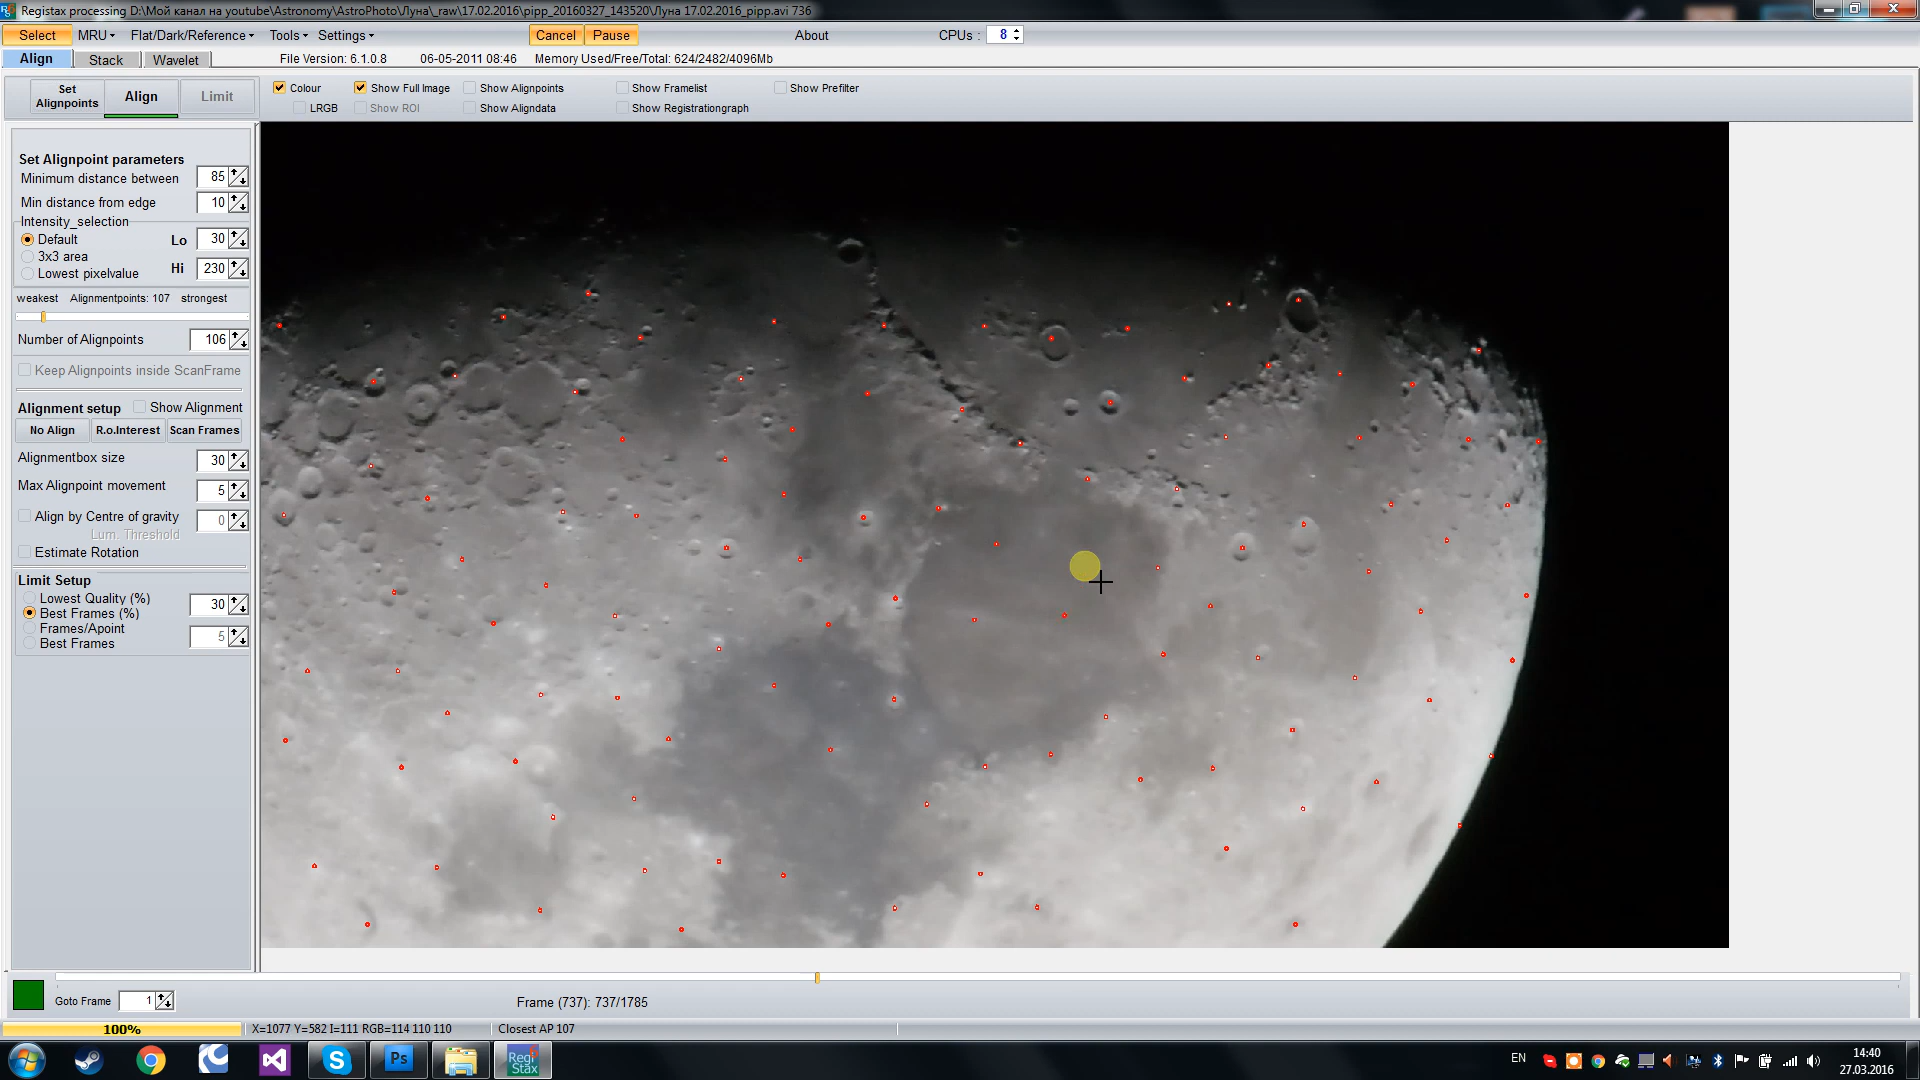 Registax processing D:\Мой канал на youtube\Astronomy\AstroPhoto\Луна\_raw\17.02.2016\pipp_20160327_143520\Луна 17.02.2016_pipp.avi 736
Select MRU Flat/Dark/Reference Tools Settings Cancel Pause About CPUs : 8
Align Stack Wavelet File Version: 6.1.0.8 06-05-2011 08:46 Memory Used/Free/Total: 624/2482/4096Mb
Set Alignpoints Align Limit
Colour Show Full Image Show Alignpoints Show Framelist Show Prefilter
LRGB Show ROI Show Aligndata Show Registrationgraph
Set Alignpoint parameters
Minimum distance between 85
Min distance from edge 10
Intensity_selection
Default Lo 30
3x3 area
Lowest pixelvalue Hi 230
weakest Alignmentpoints: 107 strongest
Number of Alignpoints 106
Keep Alignpoints inside ScanFrame
Alignment setup Show Alignment
No Align R.o.Interest Scan Frames
Alignmentbox size 30
Max Alignpoint movement 5
Align by Centre of gravity 0
Lum. Threshold
Estimate Rotation
Limit Setup
Lowest Quality (%)
Best Frames (%) 30
Frames/Apoint
Best Frames 5
Goto Frame 1 Frame (737): 737/1785
100% X=1077 Y=582 I=111 RGB=114 110 110 Closest AP 107
Ps Regi Stax 6 EN 14:40
27.03.2016